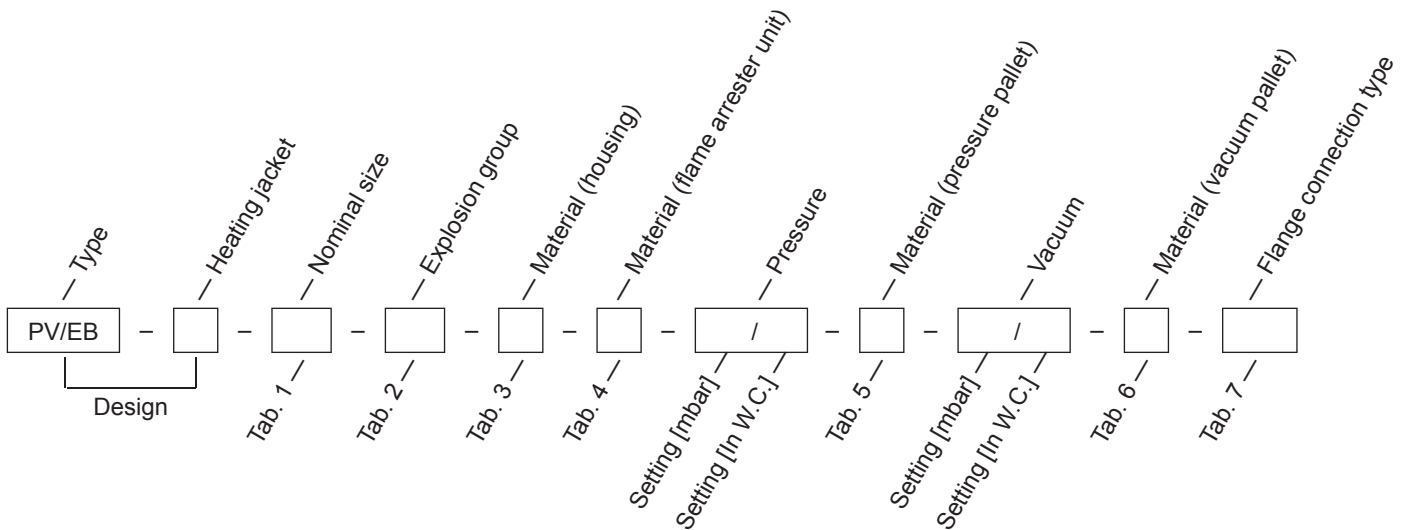 Type
Heating jacket
Nominal size
Explosion group
Material (housing)
Material (flame arrester unit)
Pressure
Material (pressure pallet)
Vacuum
Material (vacuum pallet)
Flange connection type
PV/EB – – – – – – / – – / – –
Design
Tab. 1
Tab. 2
Tab. 3
Tab. 4
Setting [mbar]
Setting [In W.C.]
Tab. 5
Setting [mbar]
Setting [In W.C.]
Tab. 6
Tab. 7